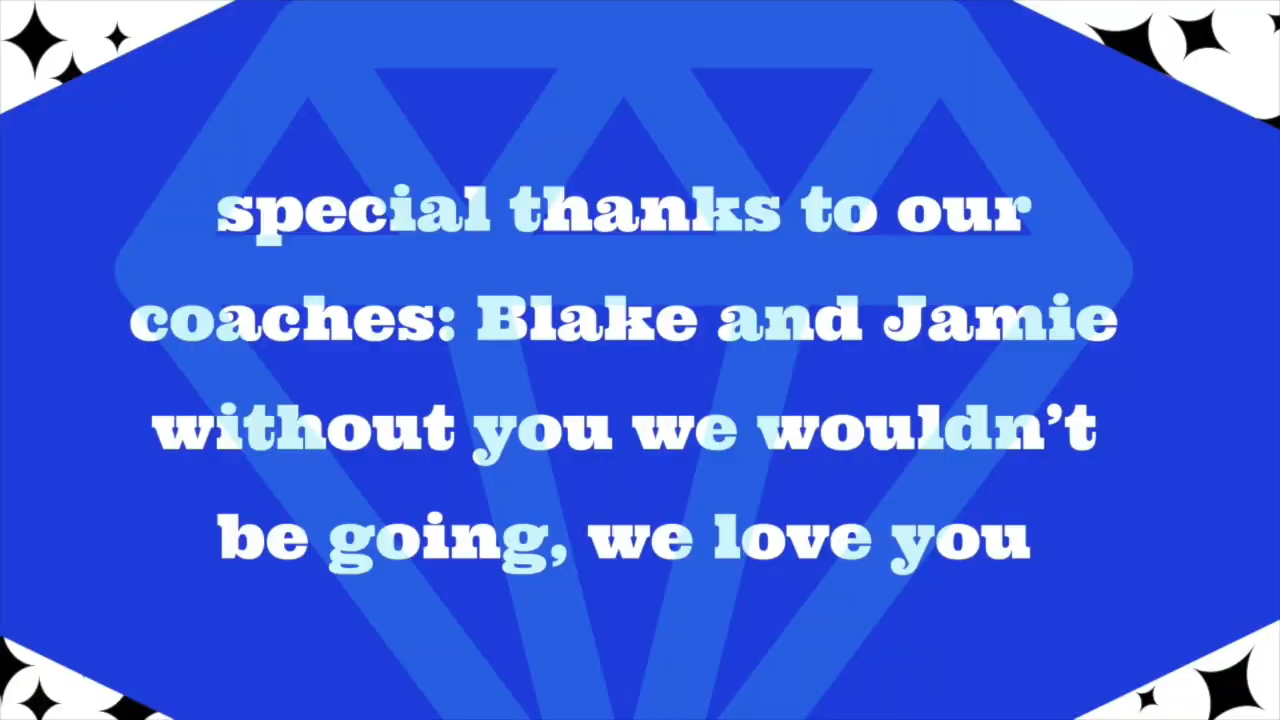 special thanks to our
coaches: Blake and Jamie
without you we wouldn’t
be going, we love you